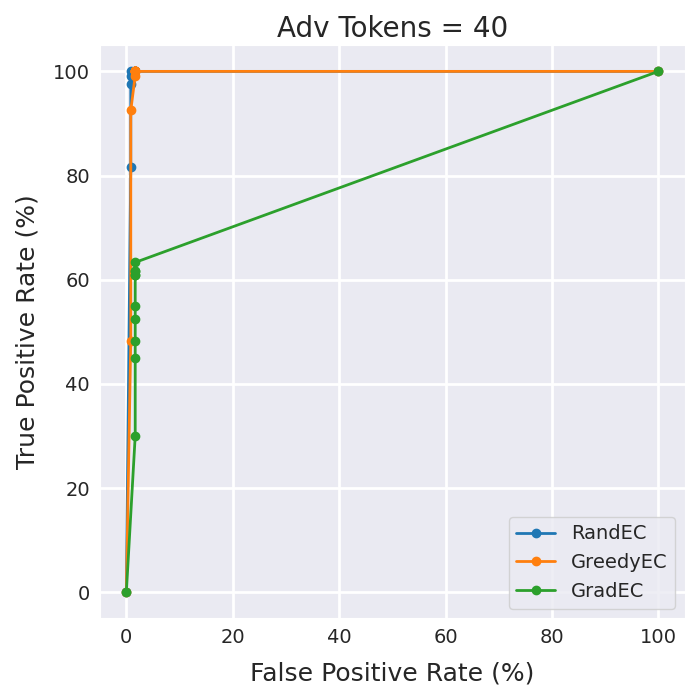 Adv Tokens = 40
True Positive Rate (%)
100
80
60
40
20
0
RandEC
GreedyEC
GradEC
0 20 40 60 80 100
False Positive Rate (%)